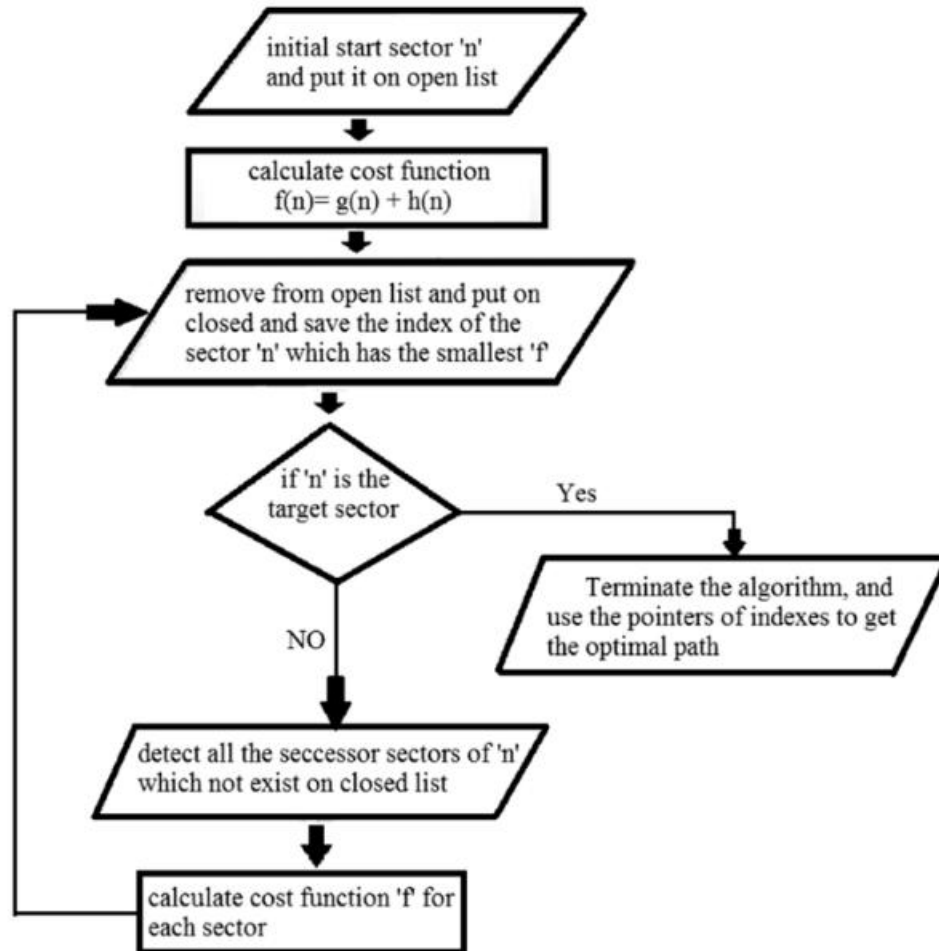 initial start sector 'n'
and put it on open list
calculate cost function
f(n)= g(n) + h(n)
remove from open list and put on
closed and save the index of the
sector 'n' which has the smallest 'f'
if 'n' is the
target sector
Yes
Terminate the algorithm, and
use the pointers of indexes to get
the optimal path
NO
detect all the seccessor sectors of 'n'
which not exist on closed list
calculate cost function 'f' for
each sector